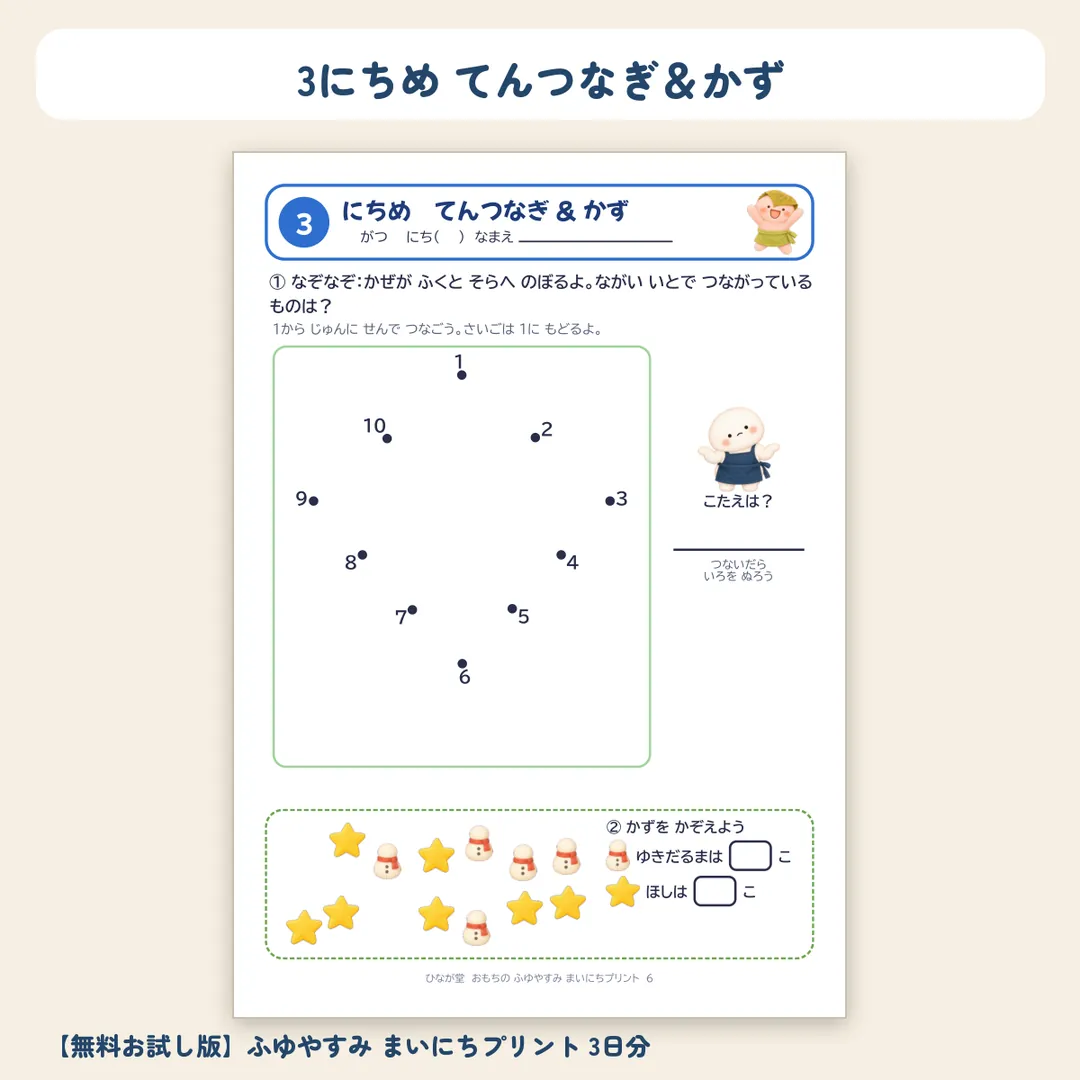 3にちめ てんつなぎ&かず
3 にちめ てんつなぎ & かず
がつ にち( ) なまえ
① なぞなぞ:かぜが ふくと そらへ のぼるよ。ながい いとで つながっている
ものは?
1から じゅんに せんで つなごう。さいごは 1に もどるよ。
1
10
2
9
3
8
4
7
5
6
こたえは?
つないだら
いろを ぬろう
② かずを かぞえよう
ゆきだるまは こ
ほしは こ
ひなが堂 おもちの ふゆやすみ まいにちプリント 6
【無料お試し版】ふゆやすみ まいにちプリント 3日分